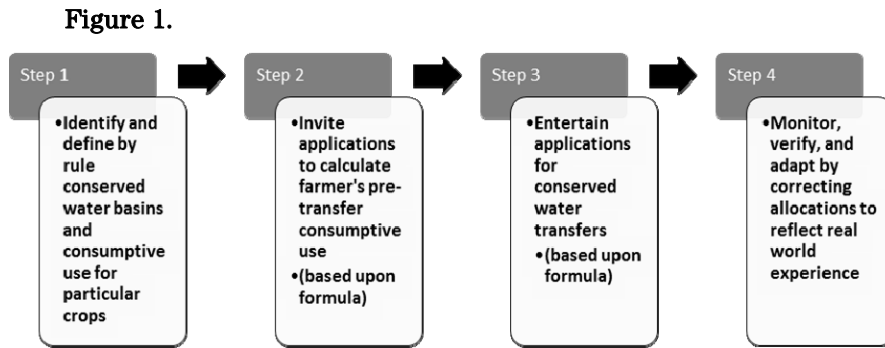 Figure 1.
Step 1
•Identify and
define by
rule
conserved
water basins
and
consumptive
use for
particular
crops
Step 2
•Invite
applications
to calculate
farmer's pre-
transfer
consumptive
use
•(based upon
formula)
Step 3
•Entertain
applications
for
conserved
water
transfers
•(based upon
formula)
Step 4
•Monitor,
verify, and
adapt by
correcting
allocations to
reflect real
world
experience